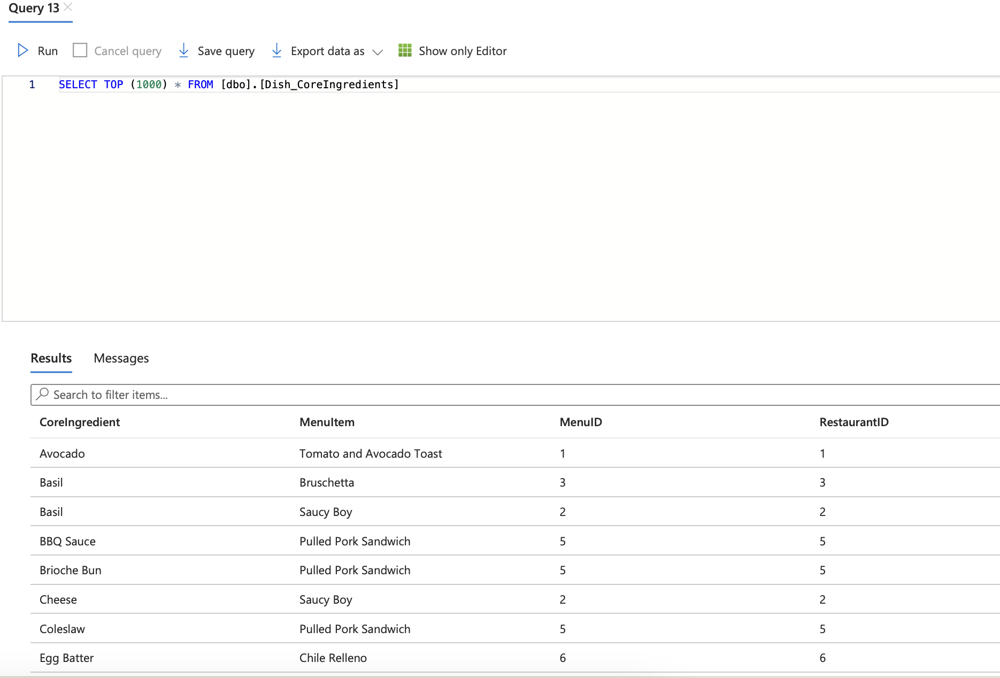 Query 13
Run Cancel query Save query Export data as Show only Editor
1 SELECT TOP (1000) * FROM [dbo].[Dish_CoreIngredients]
Results Messages
Search to filter items...
CoreIngredient MenuItem MenuID RestaurantID
Avocado Tomato and Avocado Toast 1 1
Basil Bruschetta 3 3
Basil Saucy Boy 2 2
BBQ Sauce Pulled Pork Sandwich 5 5
Brioche Bun Pulled Pork Sandwich 5 5
Cheese Saucy Boy 2 2
Coleslaw Pulled Pork Sandwich 5 5
Egg Batter Chile Relleno 6 6